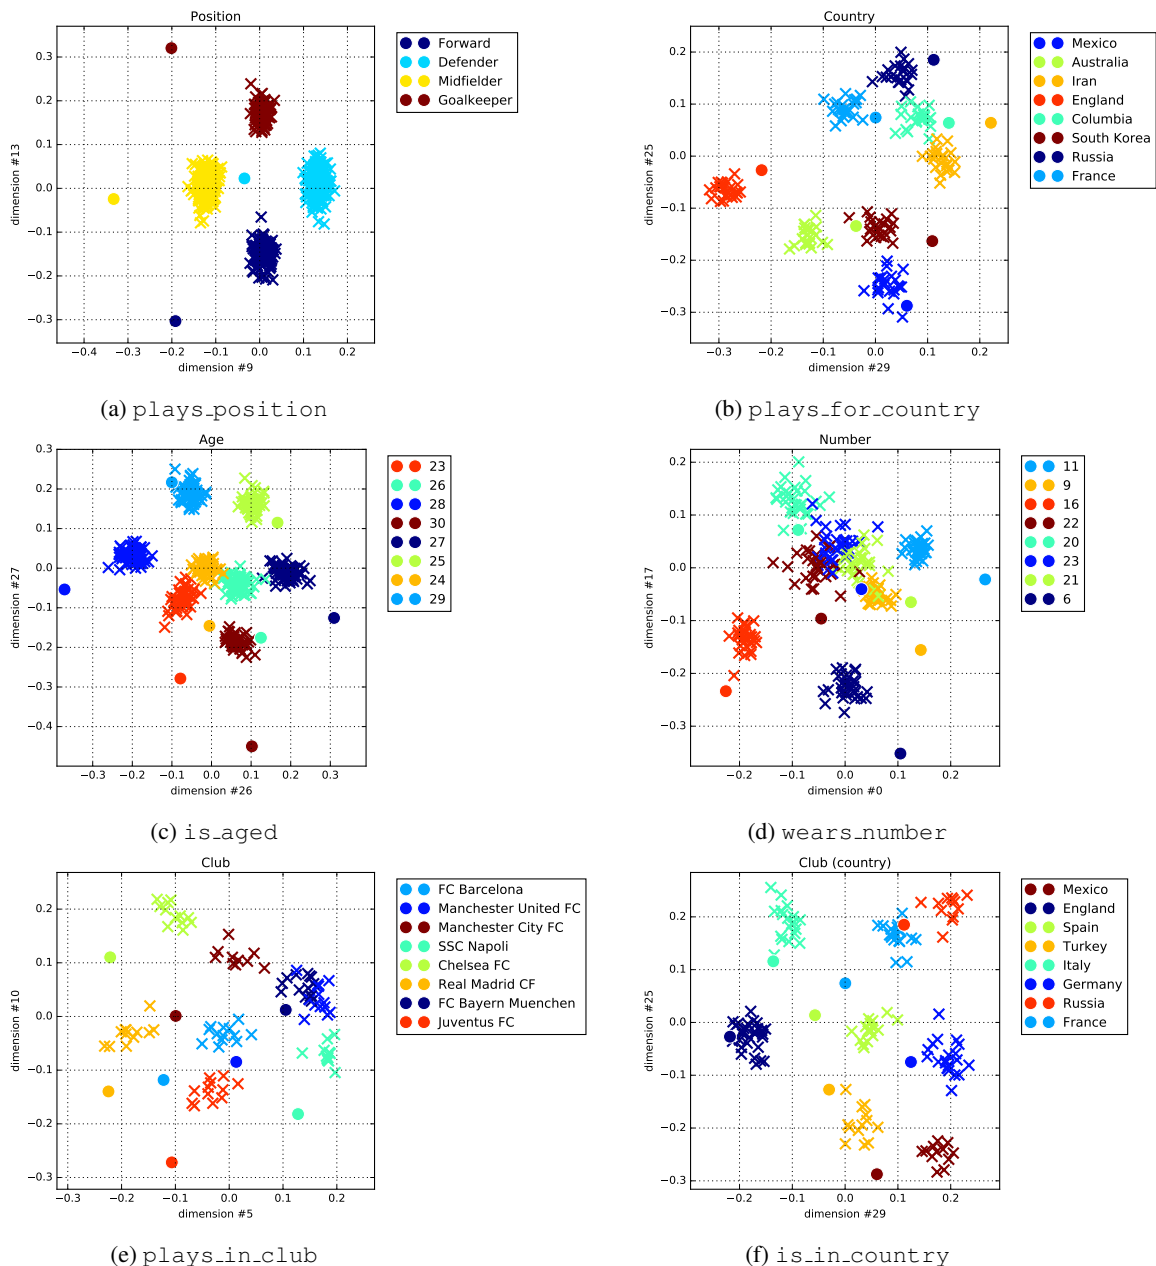 Position
0.3
0.2
0.1
0.0
−0.1
−0.2
−0.3
dimension #13
−0.4 −0.3 −0.2 −0.1 0.0 0.1 0.2
dimension #9
Forward
Defender
Midfielder
Goalkeeper
(a) plays_position
Country
0.2
0.1
0.0
−0.1
−0.2
−0.3
dimension #25
−0.3 −0.2 −0.1 0.0 0.1 0.2
dimension #29
Mexico
Australia
Iran
England
Columbia
South Korea
Russia
France
(b) plays_for_country
Age
0.3
0.2
0.1
0.0
−0.1
−0.2
−0.3
−0.4
dimension #27
−0.3 −0.2 −0.1 0.0 0.1 0.2 0.3
dimension #26
23
26
28
30
27
25
24
29
(c) is_aged
Number
0.2
0.1
0.0
−0.1
−0.2
−0.3
dimension #17
−0.2 −0.1 0.0 0.1 0.2
dimension #0
11
9
16
22
20
23
21
6
(d) wears_number
Club
0.2
0.1
0.0
−0.1
−0.2
−0.3
dimension #10
−0.3 −0.2 −0.1 0.0 0.1 0.2
dimension #5
FC Barcelona
Manchester United FC
Manchester City FC
SSC Napoli
Chelsea FC
Real Madrid CF
FC Bayern Muenchen
Juventus FC
(e) plays_in_club
Club (country)
0.2
0.1
0.0
−0.1
−0.2
−0.3
dimension #25
−0.2 −0.1 0.0 0.1 0.2
dimension #29
Mexico
England
Spain
Turkey
Italy
Germany
Russia
France
(f) is_in_country